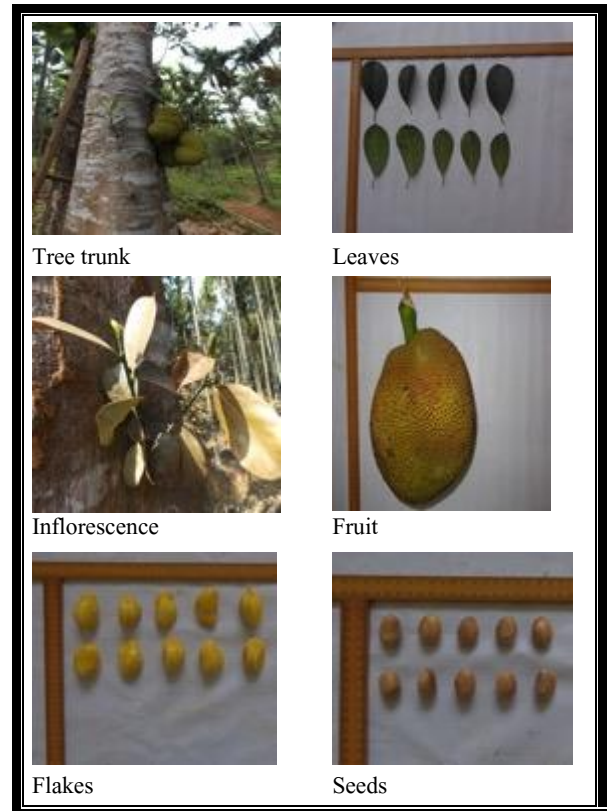 Tree trunk
Leaves
Inflorescence
Fruit
Flakes
Seeds